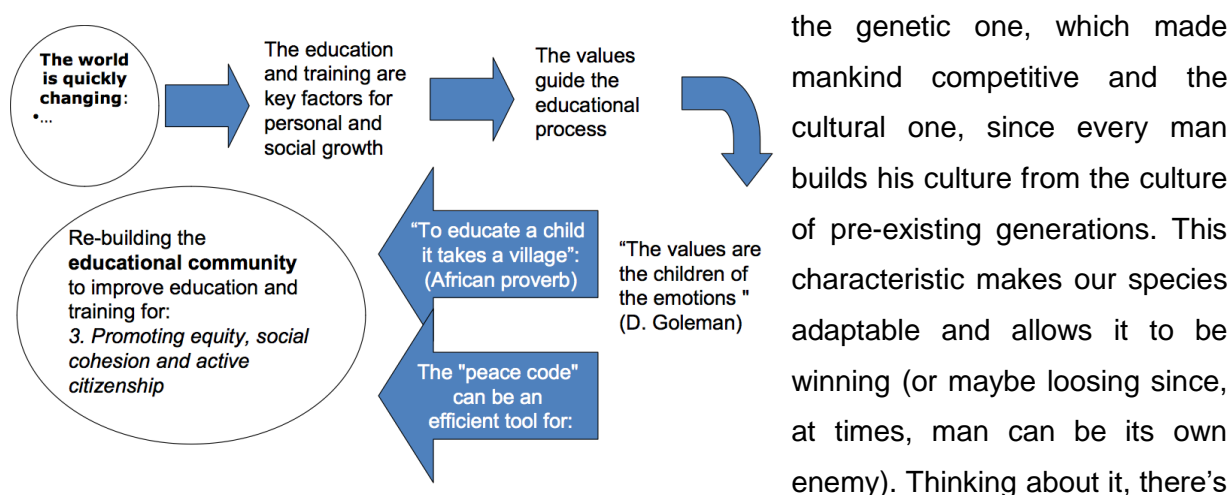 The world
is quickly
changing:
•...
The education
and training are
key factors for
personal and
social growth
The values
guide the
educational
process
“The values are
the children of
the emotions "
(D. Goleman)
“To educate a child
it takes a village”:
(African proverb)
The "peace code"
can be an
efficient tool for:
Re-building the
educational community
to improve education and
training for:
3. Promoting equity, social
cohesion and active
citizenship
the genetic one, which made
mankind competitive and the
cultural one, since every man
builds his culture from the culture
of pre-existing generations. This
characteristic makes our species
adaptable and allows it to be
winning (or maybe loosing since,
at times, man can be its own
enemy). Thinking about it, there’s